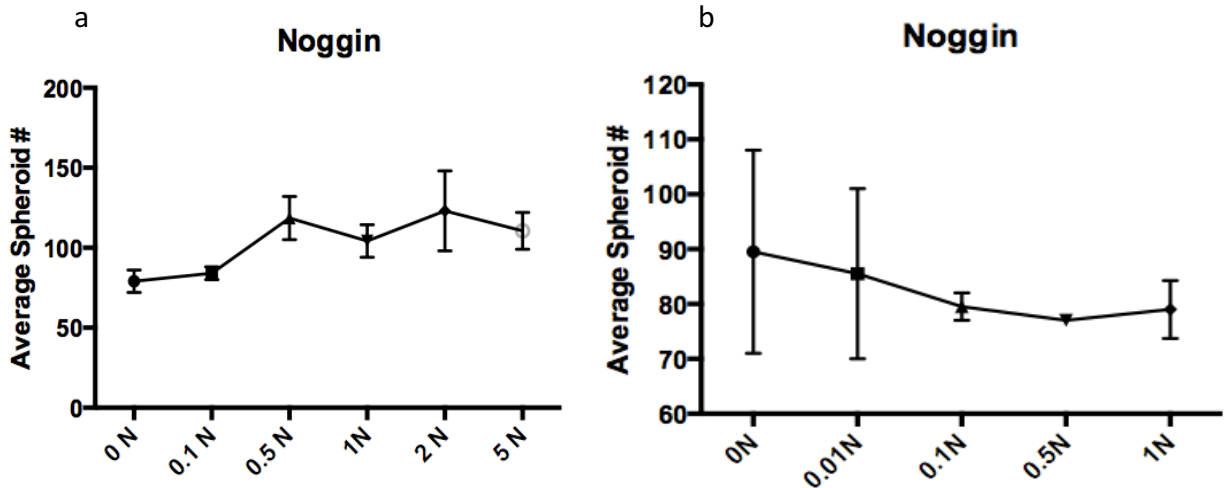 a
Noggin
Average Spheroid #
200
150
100
50
0
0 N
0.1 N
0.5 N
1N
2 N
5 N
b
Noggin
Average Spheroid #
120
110
100
90
80
70
60
0N
0.01N
0.1N
0.5N
1N